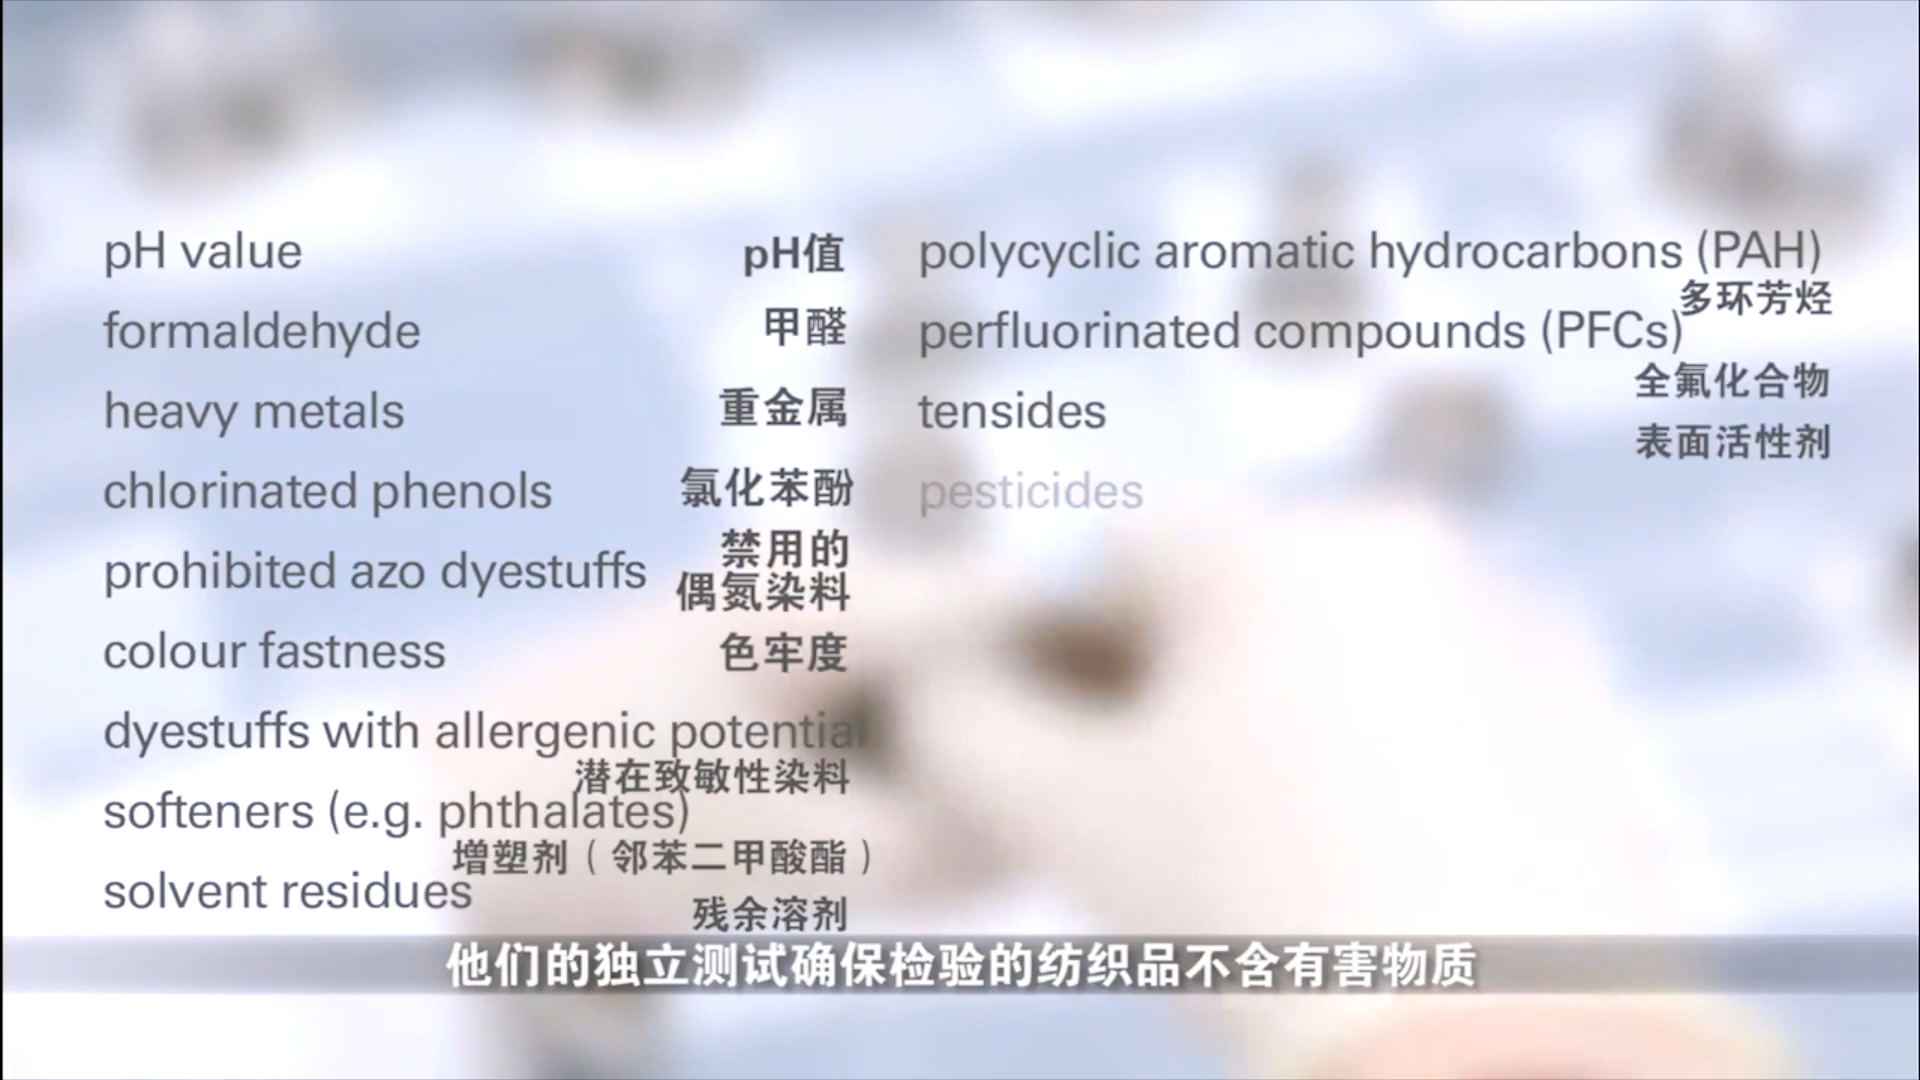 pH value
pH值
formaldehyde
甲醛
heavy metals
重金属
chlorinated phenols
氯化苯酚
prohibited azo dyestuffs
禁用的
偶氮染料
colour fastness
色牢度
dyestuffs with allergenic potential
潜在致敏性染料
softeners (e.g. phthalates)
增塑剂（邻苯二甲酸酯）
solvent residues
残余溶剂
polycyclic aromatic hydrocarbons (PAH)
多环芳烃
perfluorinated compounds (PFCs)
全氟化合物
tensides
表面活性剂
pesticides
他们的独立测试确保检验的纺织品不含有害物质